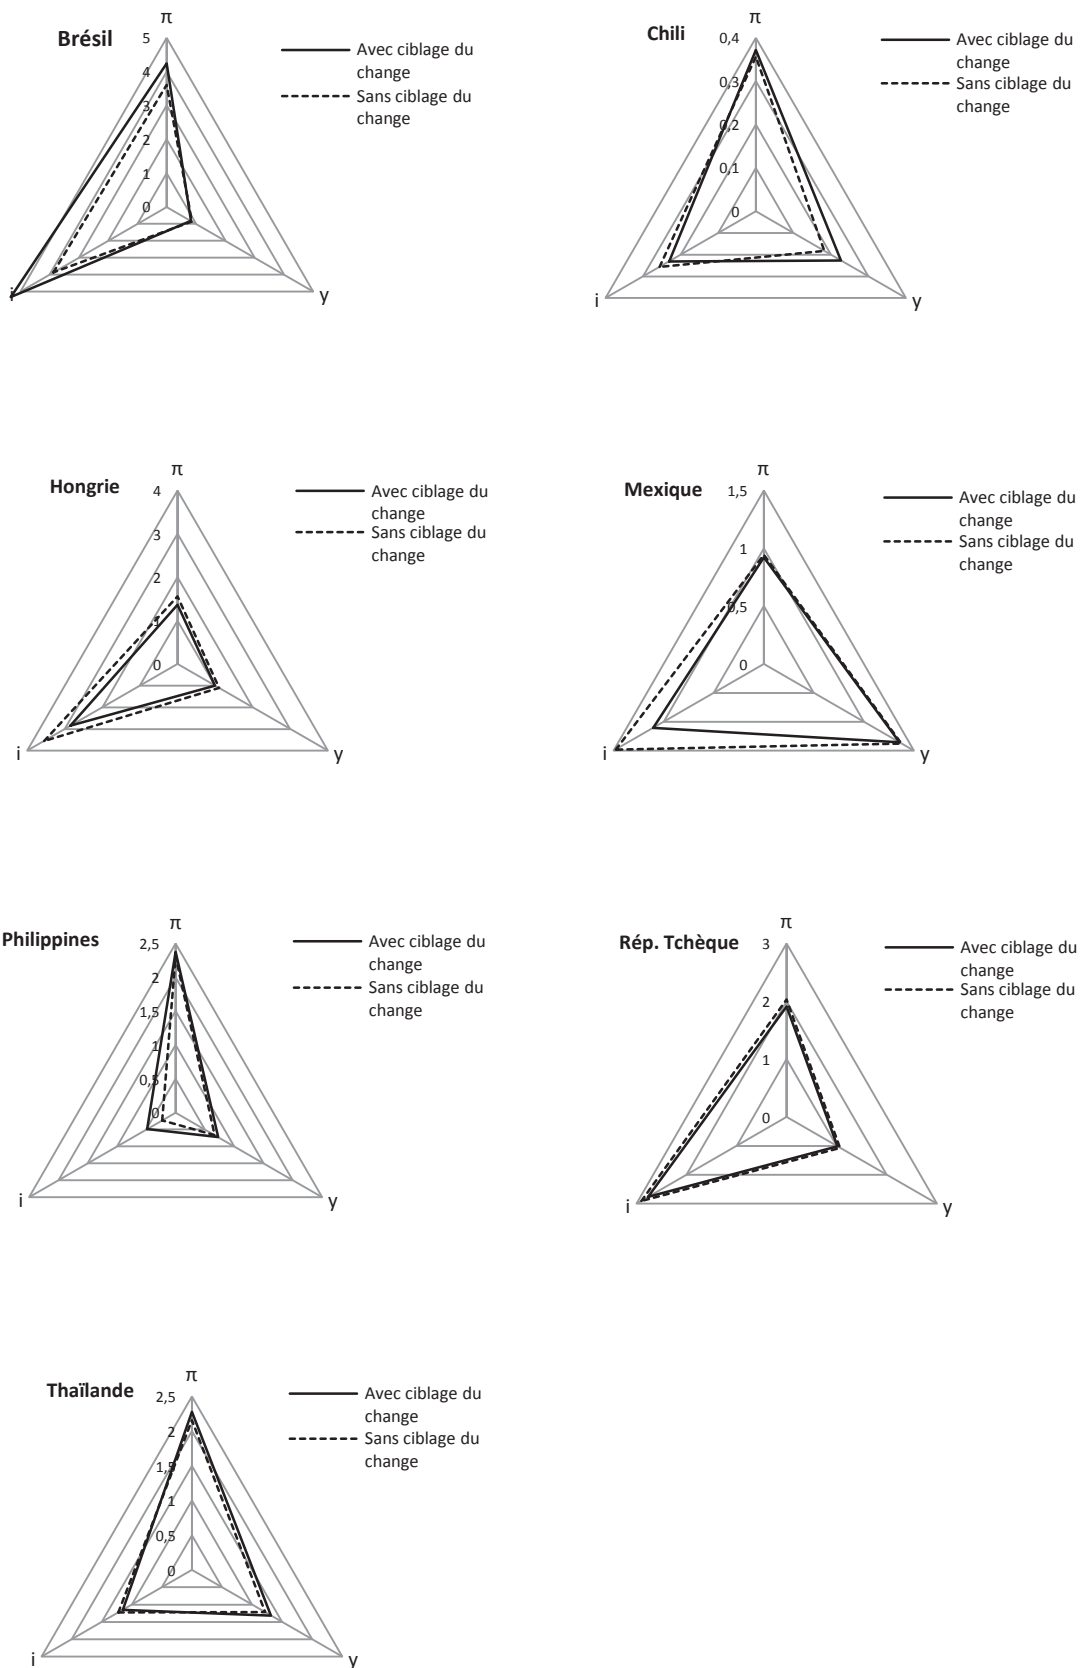 π
Brésil
5
4
3
2
1
0
i
y
Avec ciblage du
change
Sans ciblage du
change
π
Chili
0,4
0,3
0,2
0,1
0
i
y
Avec ciblage du
change
Sans ciblage du
change
π
Hongrie
4
3
2
1
0
i
y
Avec ciblage du
change
Sans ciblage du
change
π
Mexique
1,5
1
0,5
0
i
y
Avec ciblage du
change
Sans ciblage du
change
π
Philippines
2,5
2
1,5
1
0,5
0
i
y
Avec ciblage du
change
Sans ciblage du
change
π
Rép. Tchèque
3
2
1
0
i
y
Avec ciblage du
change
Sans ciblage du
change
π
Thaïlande
2,5
2
1,5
1
0,5
0
i
y
Avec ciblage du
change
Sans ciblage du
change